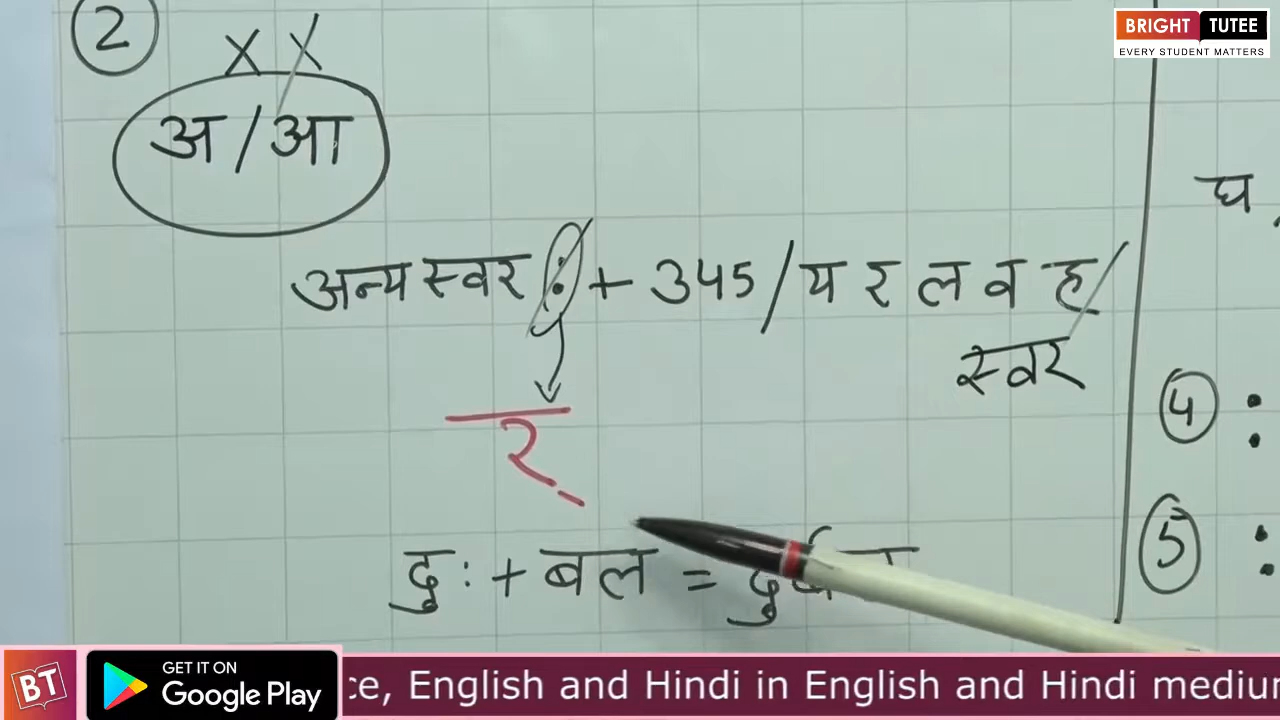 BRIGHT TUTEE
EVERY STUDENT MATTERS
2
x x
अ/आ
घ
अन्य स्वर : + 345/य र ल व ह/
स्वर
र्
4 :
5 :
दुः + बल =
BT
GET IT ON
Google Play
ce, English and Hindi in English and Hindi